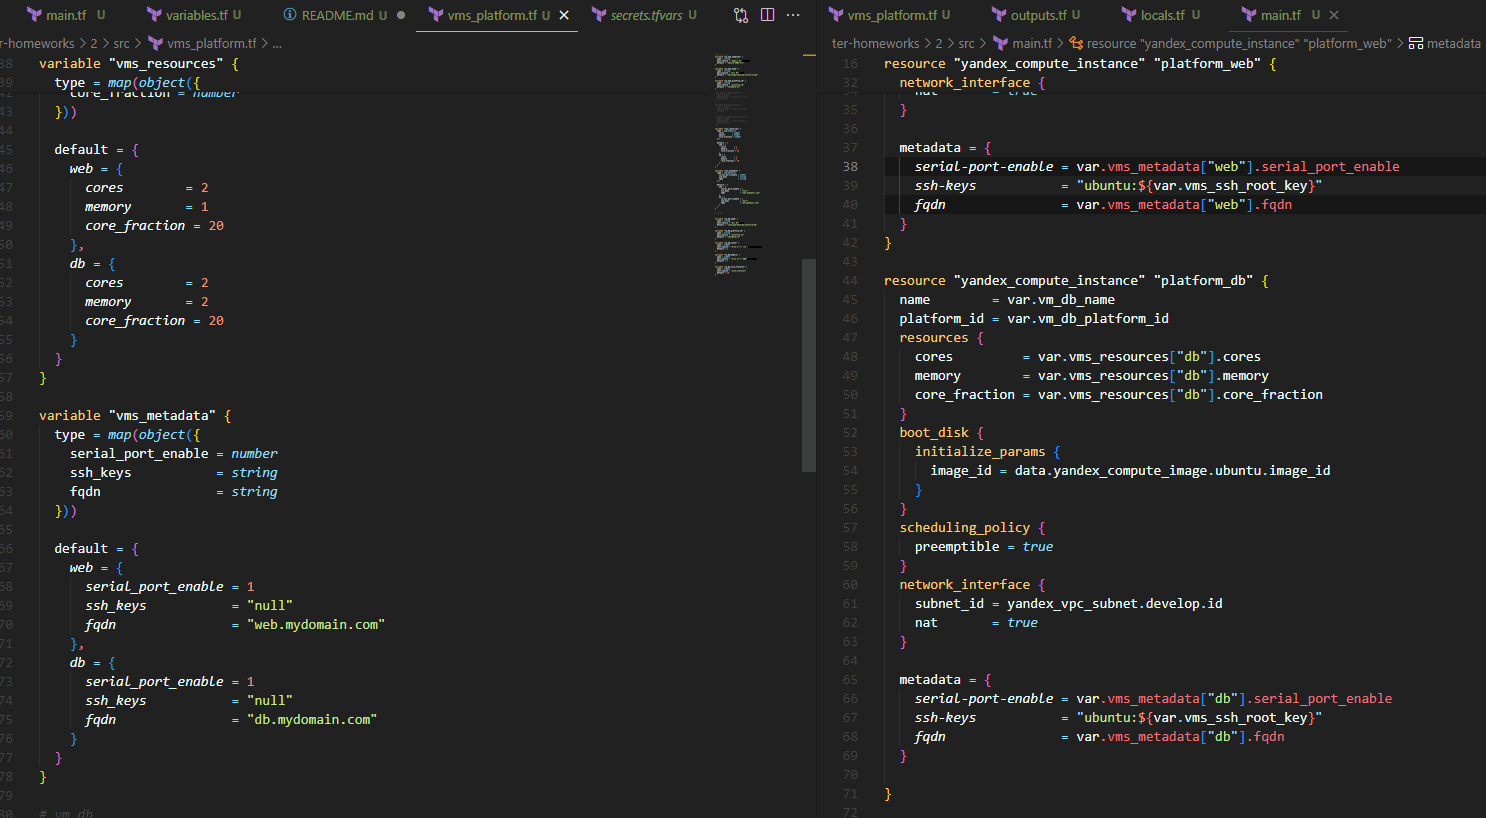 main.tf U
variables.tf U
README.md U
vms_platform.tf U
secrets.tfvars U
er-homeworks > 2 > src > vms_platform.tf > ...
38 variable "vms_resources" {
39 type = map(object({
42 core_fraction = number
43 }))
44
45 default = {
46 web = {
47 cores = 2
48 memory = 1
49 core_fraction = 20
50 },
51 db = {
52 cores = 2
53 memory = 2
54 core_fraction = 20
55 }
56 }
57 }
58
59 variable "vms_metadata" {
60 type = map(object({
61 serial_port_enable = number
62 ssh_keys = string
63 fqdn = string
64 }))
65
66 default = {
67 web = {
68 serial_port_enable = 1
69 ssh_keys = "null"
70 fqdn = "web.mydomain.com"
71 },
72 db = {
73 serial_port_enable = 1
74 ssh_keys = "null"
75 fqdn = "db.mydomain.com"
76 }
77 }
78 }
79
80 # vm db
vms_platform.tf U
outputs.tf U
locals.tf U
main.tf U
ter-homeworks > 2 > src > main.tf > resource "yandex_compute_instance" "platform_web" > metadata
16 resource "yandex_compute_instance" "platform_web" {
32 network_interface {
nat = true
35 }
36
37 metadata = {
38 serial-port-enable = var.vms_metadata["web"].serial_port_enable
39 ssh-keys = "ubuntu:${var.vms_ssh_root_key}"
40 fqdn = var.vms_metadata["web"].fqdn
41 }
42 }
43
44 resource "yandex_compute_instance" "platform_db" {
45 name = var.vm_db_name
46 platform_id = var.vm_db_platform_id
47 resources {
48 cores = var.vms_resources["db"].cores
49 memory = var.vms_resources["db"].memory
50 core_fraction = var.vms_resources["db"].core_fraction
51 }
52 boot_disk {
53 initialize_params {
54 image_id = data.yandex_compute_image.ubuntu.image_id
55 }
56 }
57 scheduling_policy {
58 preemptible = true
59 }
60 network_interface {
61 subnet_id = yandex_vpc_subnet.develop.id
62 nat = true
63 }
64
65 metadata = {
66 serial-port-enable = var.vms_metadata["db"].serial_port_enable
67 ssh-keys = "ubuntu:${var.vms_ssh_root_key}"
68 fqdn = var.vms_metadata["db"].fqdn
69 }
70
71 }
72